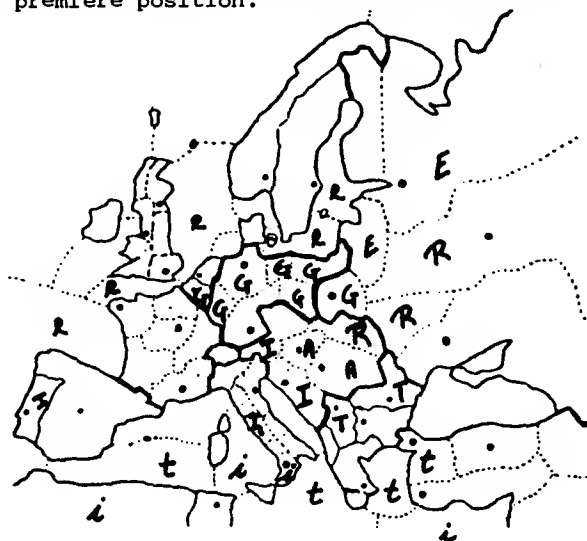 première position.
E
E
R
G G
G G
G
R R
I A
A
I T
T
t i t
t t
i i